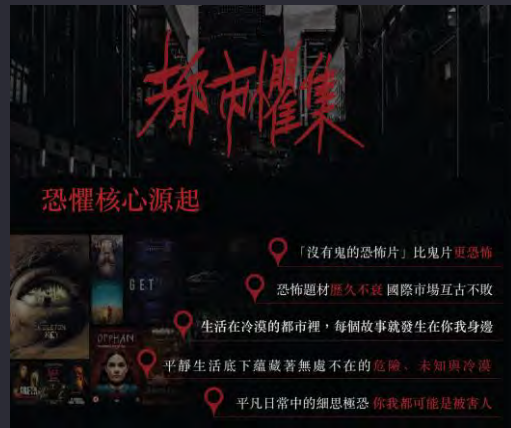 都市懼集
恐懼核心源起
「沒有鬼的恐怖片」比鬼片更恐怖
恐怖題材歷久不衰 國際市場亙古不敗
生活在冷漠的都市裡，每個故事就發生在你我身邊
平靜生活底下蘊藏著無處不在的危險、未知與冷漠
平凡日常中的細思極恐 你我都可能是被害人
GET
SKELETON KEY
ORPHAN